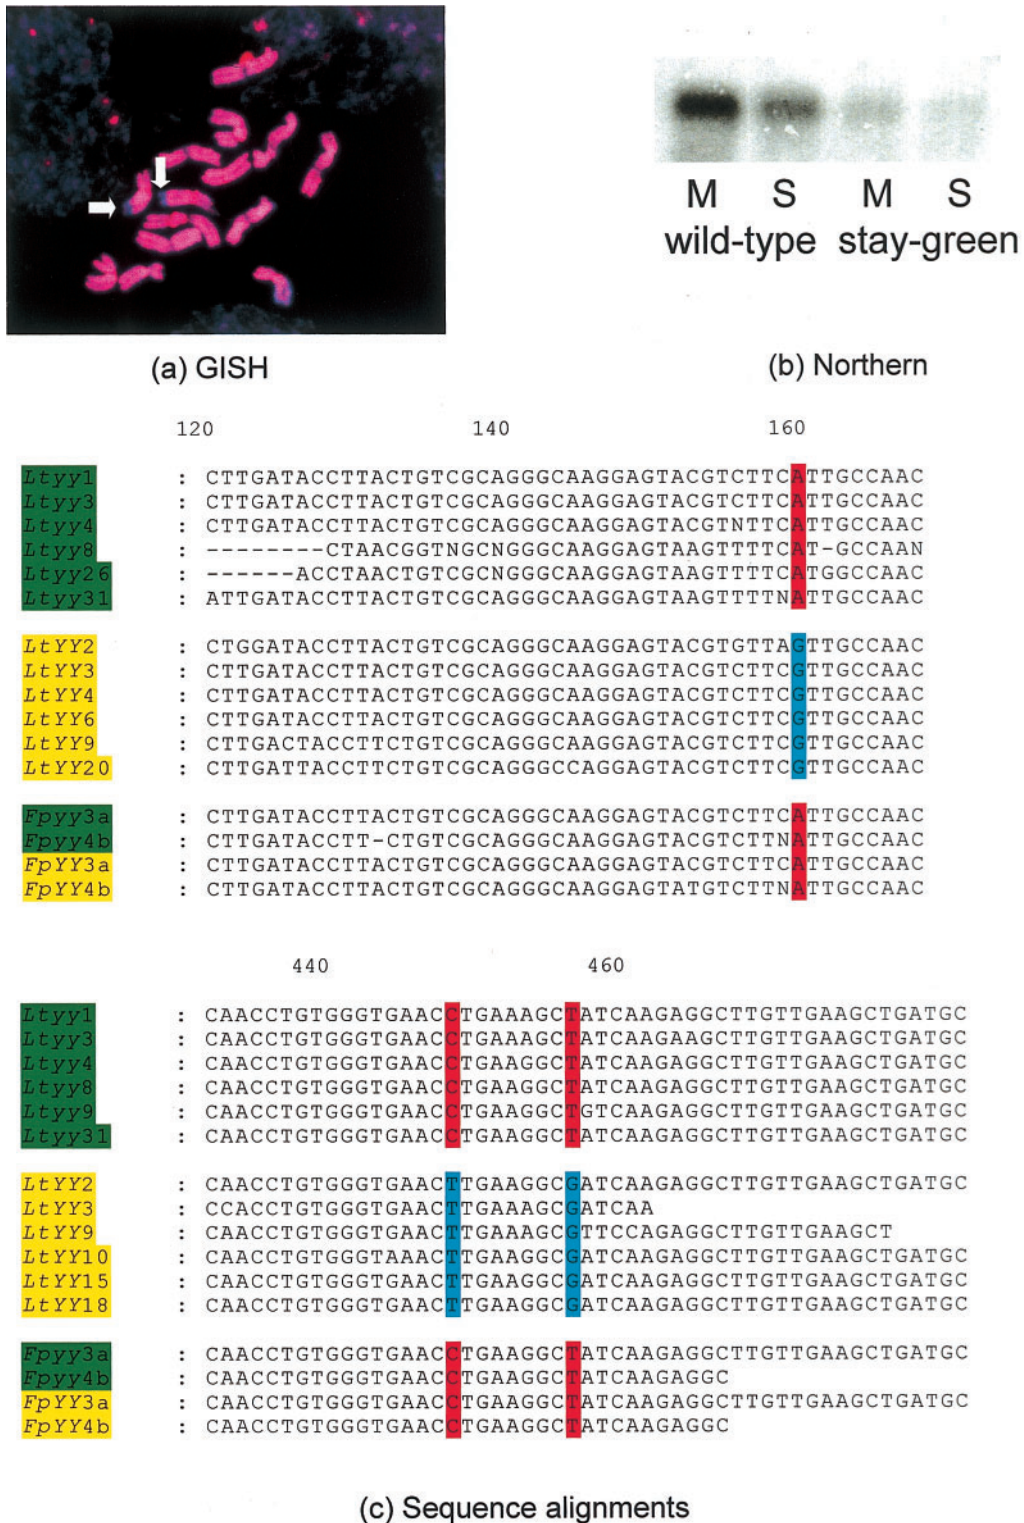 M S M S
wild-type stay-green
(a) GISH
(b) Northern
120 140 160
Ltyy1 : CTTGATACCTTACTGTCGCAGGGCAAGGAGTACGTCTTCATTGCCAAC
Ltyy3 : CTTGATACCTTACTGTCGCAGGGCAAGGAGTACGTCTTCATTGCCAAC
Ltyy4 : CTTGATACCTTACTGTCGCAGGGCAAGGAGTACGTNTTCATTGCCAAC
Ltyy8 : --------CTAACGGTNGCNGGGCAAGGAGTAAGTTTTCAT-GCCAAN
Ltyy26 : ------ACCTAACTGTCGCNGGGCAAGGAGTAAGTTTTCATGGCCAAC
Ltyy31 : ATTGATACCTTACTGTCGCAGGGCAAGGAGTAAGTTTTNATTGCCAAC
LtYY2 : CTGGATACCTTACTGTCGCAGGGCAAGGAGTACGTGTTAGTTGCCAAC
LtYY3 : CTTGATACCTTACTGTCGCAGGGCAAGGAGTACGTCTTCGTTGCCAAC
LtYY4 : CTTGATACCTTACTGTCGCAGGGCAAGGAGTACGTCTTCGTTGCCAAC
LtYY6 : CTTGATACCTTACTGTCGCAGGGCAAGGAGTACGTCTTCGTTGCCAAC
LtYY9 : CTTGACTACCTTCTGTCGCAGGGCAAGGAGTACGTCTTCGTTGCCAAC
LtYY20 : CTTGATTACCTTCTGTCGCAGGGCCAGGAGTACGTCTTCGTTGCCAAC
Fpyy3a : CTTGATACCTTACTGTCGCAGGGCAAGGAGTACGTCTTCATTGCCAAC
Fpyy4b : CTTGATACCTT-CTGTCGCAGGGCAAGGAGTACGTCTTNATTGCCAAC
FpYY3a : CTTGATACCTTACTGTCGCAGGGCAAGGAGTACGTCTTCATTGCCAAC
FpYY4b : CTTGATACCTTACTGTCGCAGGGCAAGGAGTATGTCTTNATTGCCAAC
440 460
Ltyy1 : CAACCTGTGGGTGAACCTGAAAGCTATCAAGAGGCTTGTTGAAGCTGATGC
Ltyy3 : CAACCTGTGGGTGAACCTGAAAGCTATCAAGAAGCTTGTTGAAGCTGATGC
Ltyy4 : CAACCTGTGGGTGAACCTGAAGGCTATCAAGAGGCTTGTTGAAGCTGATGC
Ltyy8 : CAACCTGTGGGTGAACCTGAAGGCTATCAAGAGGCTTGTTGAAGCTGATGC
Ltyy9 : CAACCTGTGGGTGAACCTGAAGGCTGTCAAGAGGCTTGTTGAAGCTGATGC
Ltyy31 : CAACCTGTGGGTGAACCTGAAGGCTATCAAGAGGCTTGTTGAAGCTGATGC
LtYY2 : CAACCTGTGGGTGAACTTGAAGGCGATCAAGAGGCTTGTTGAAGCTGATGC
LtYY3 : CCACCTGTGGGTGAACTTGAAAGCGATCAA
LtYY9 : CAACCTGTGGGTGAACTTGAAAGCGTTCCAGAGGCTTGTTGAAGCT
LtYY10 : CAACCTGTGGGTAAACTTGAAGGCGATCAAGAGGCTTGTTGAAGCTGATGC
LtYY15 : CAACCTGTGGGTGAACTTGAAGGCGATCAAGAGGCTTGTTGAAGCTGATGC
LtYY18 : CAACCTGTGGGTGAACTTGAAGGCGATCAAGAGGCTTGTTGAAGCTGATGC
Fpyy3a : CAACCTGTGGGTGAACCTGAAGGCTATCAAGAGGCTTGTTGAAGCTGATGC
Fpyy4b : CAACCTGTGGGTGAACCTGAAGGCTATCAAGAGGC
FpYY3a : CAACCTGTGGGTGAACCTGAAGGCTATCAAGAGGCTTGTTGAAGCTGATGC
FpYY4b : CAACCTGTGGGTGAACCTGAAGGCTATCAAGAGGC
(c) Sequence alignments